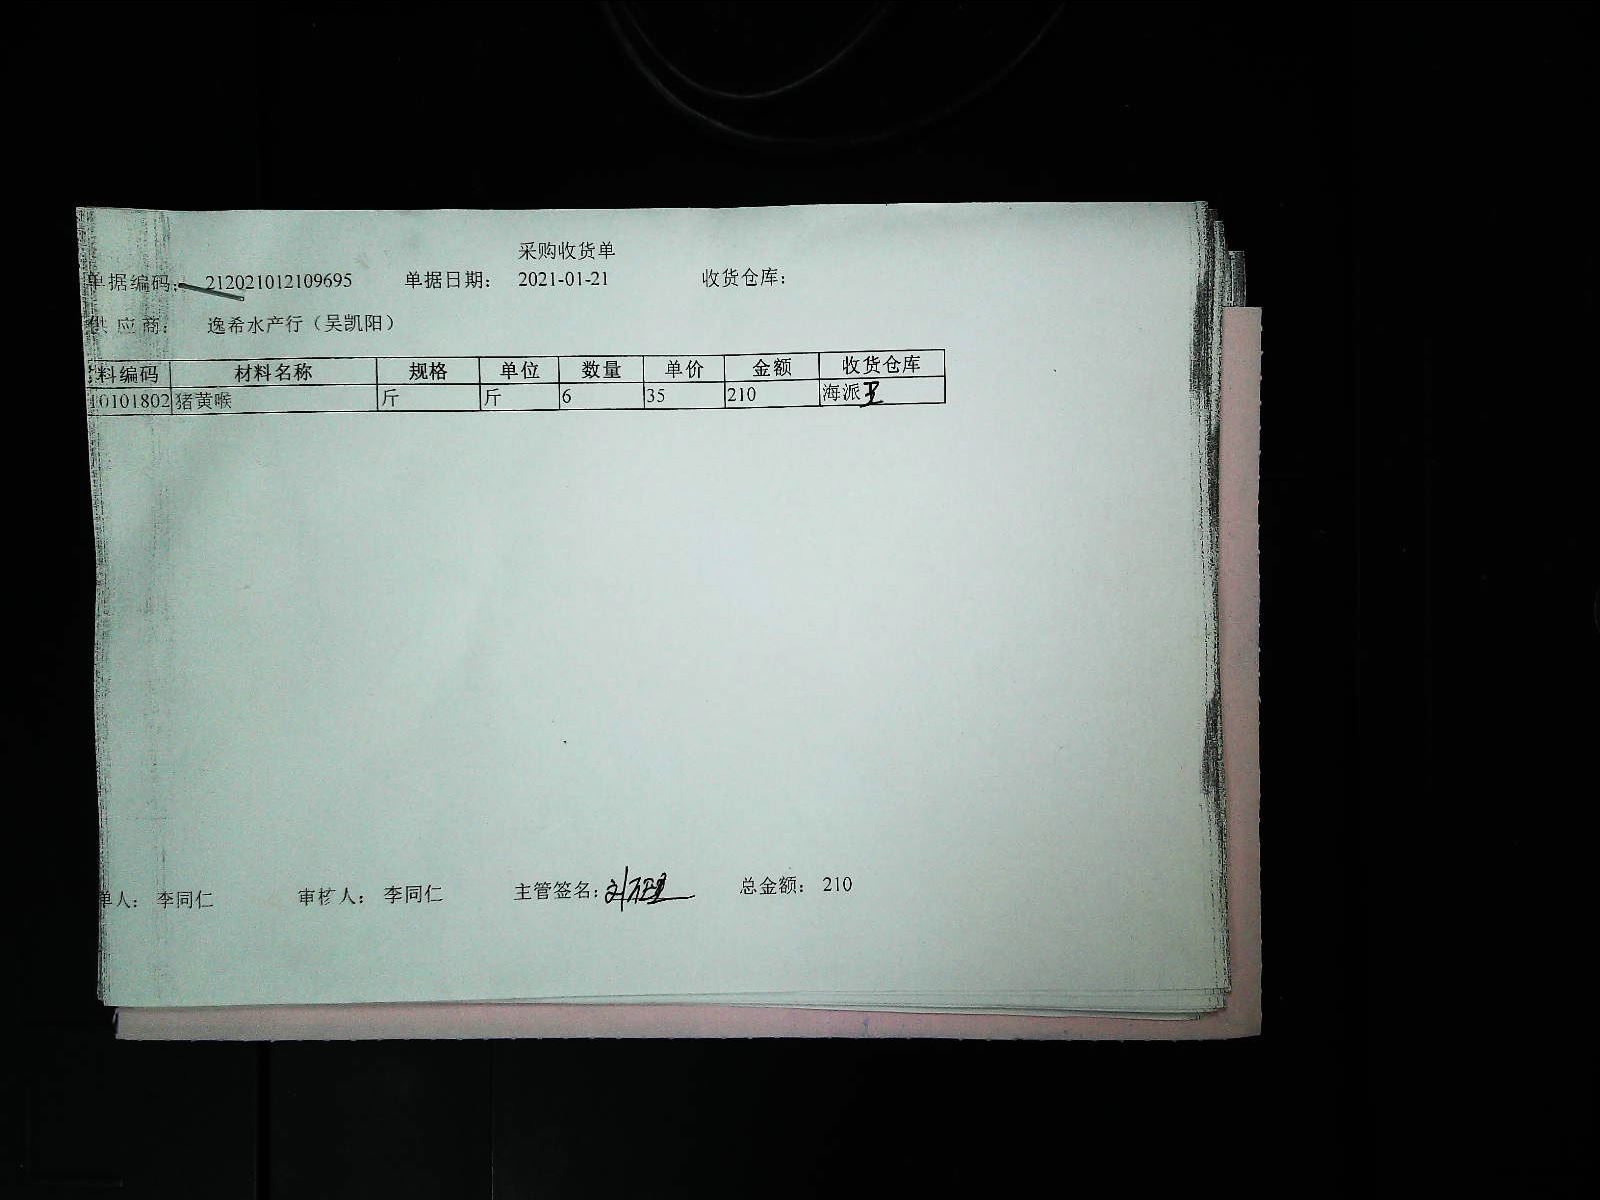 采购收货单
单据编码： 212021012109695 单据日期： 2021-01-21 收货仓库：
供应商： 逸希水产行（吴凯阳）
料编码 材料名称 规格 单位 数量 单价 金额 收货仓库
10101802 猪黄喉 斤 斤 6 35 210 海派
单人： 李同仁 审核人： 李同仁 主管签名： 总金额： 210